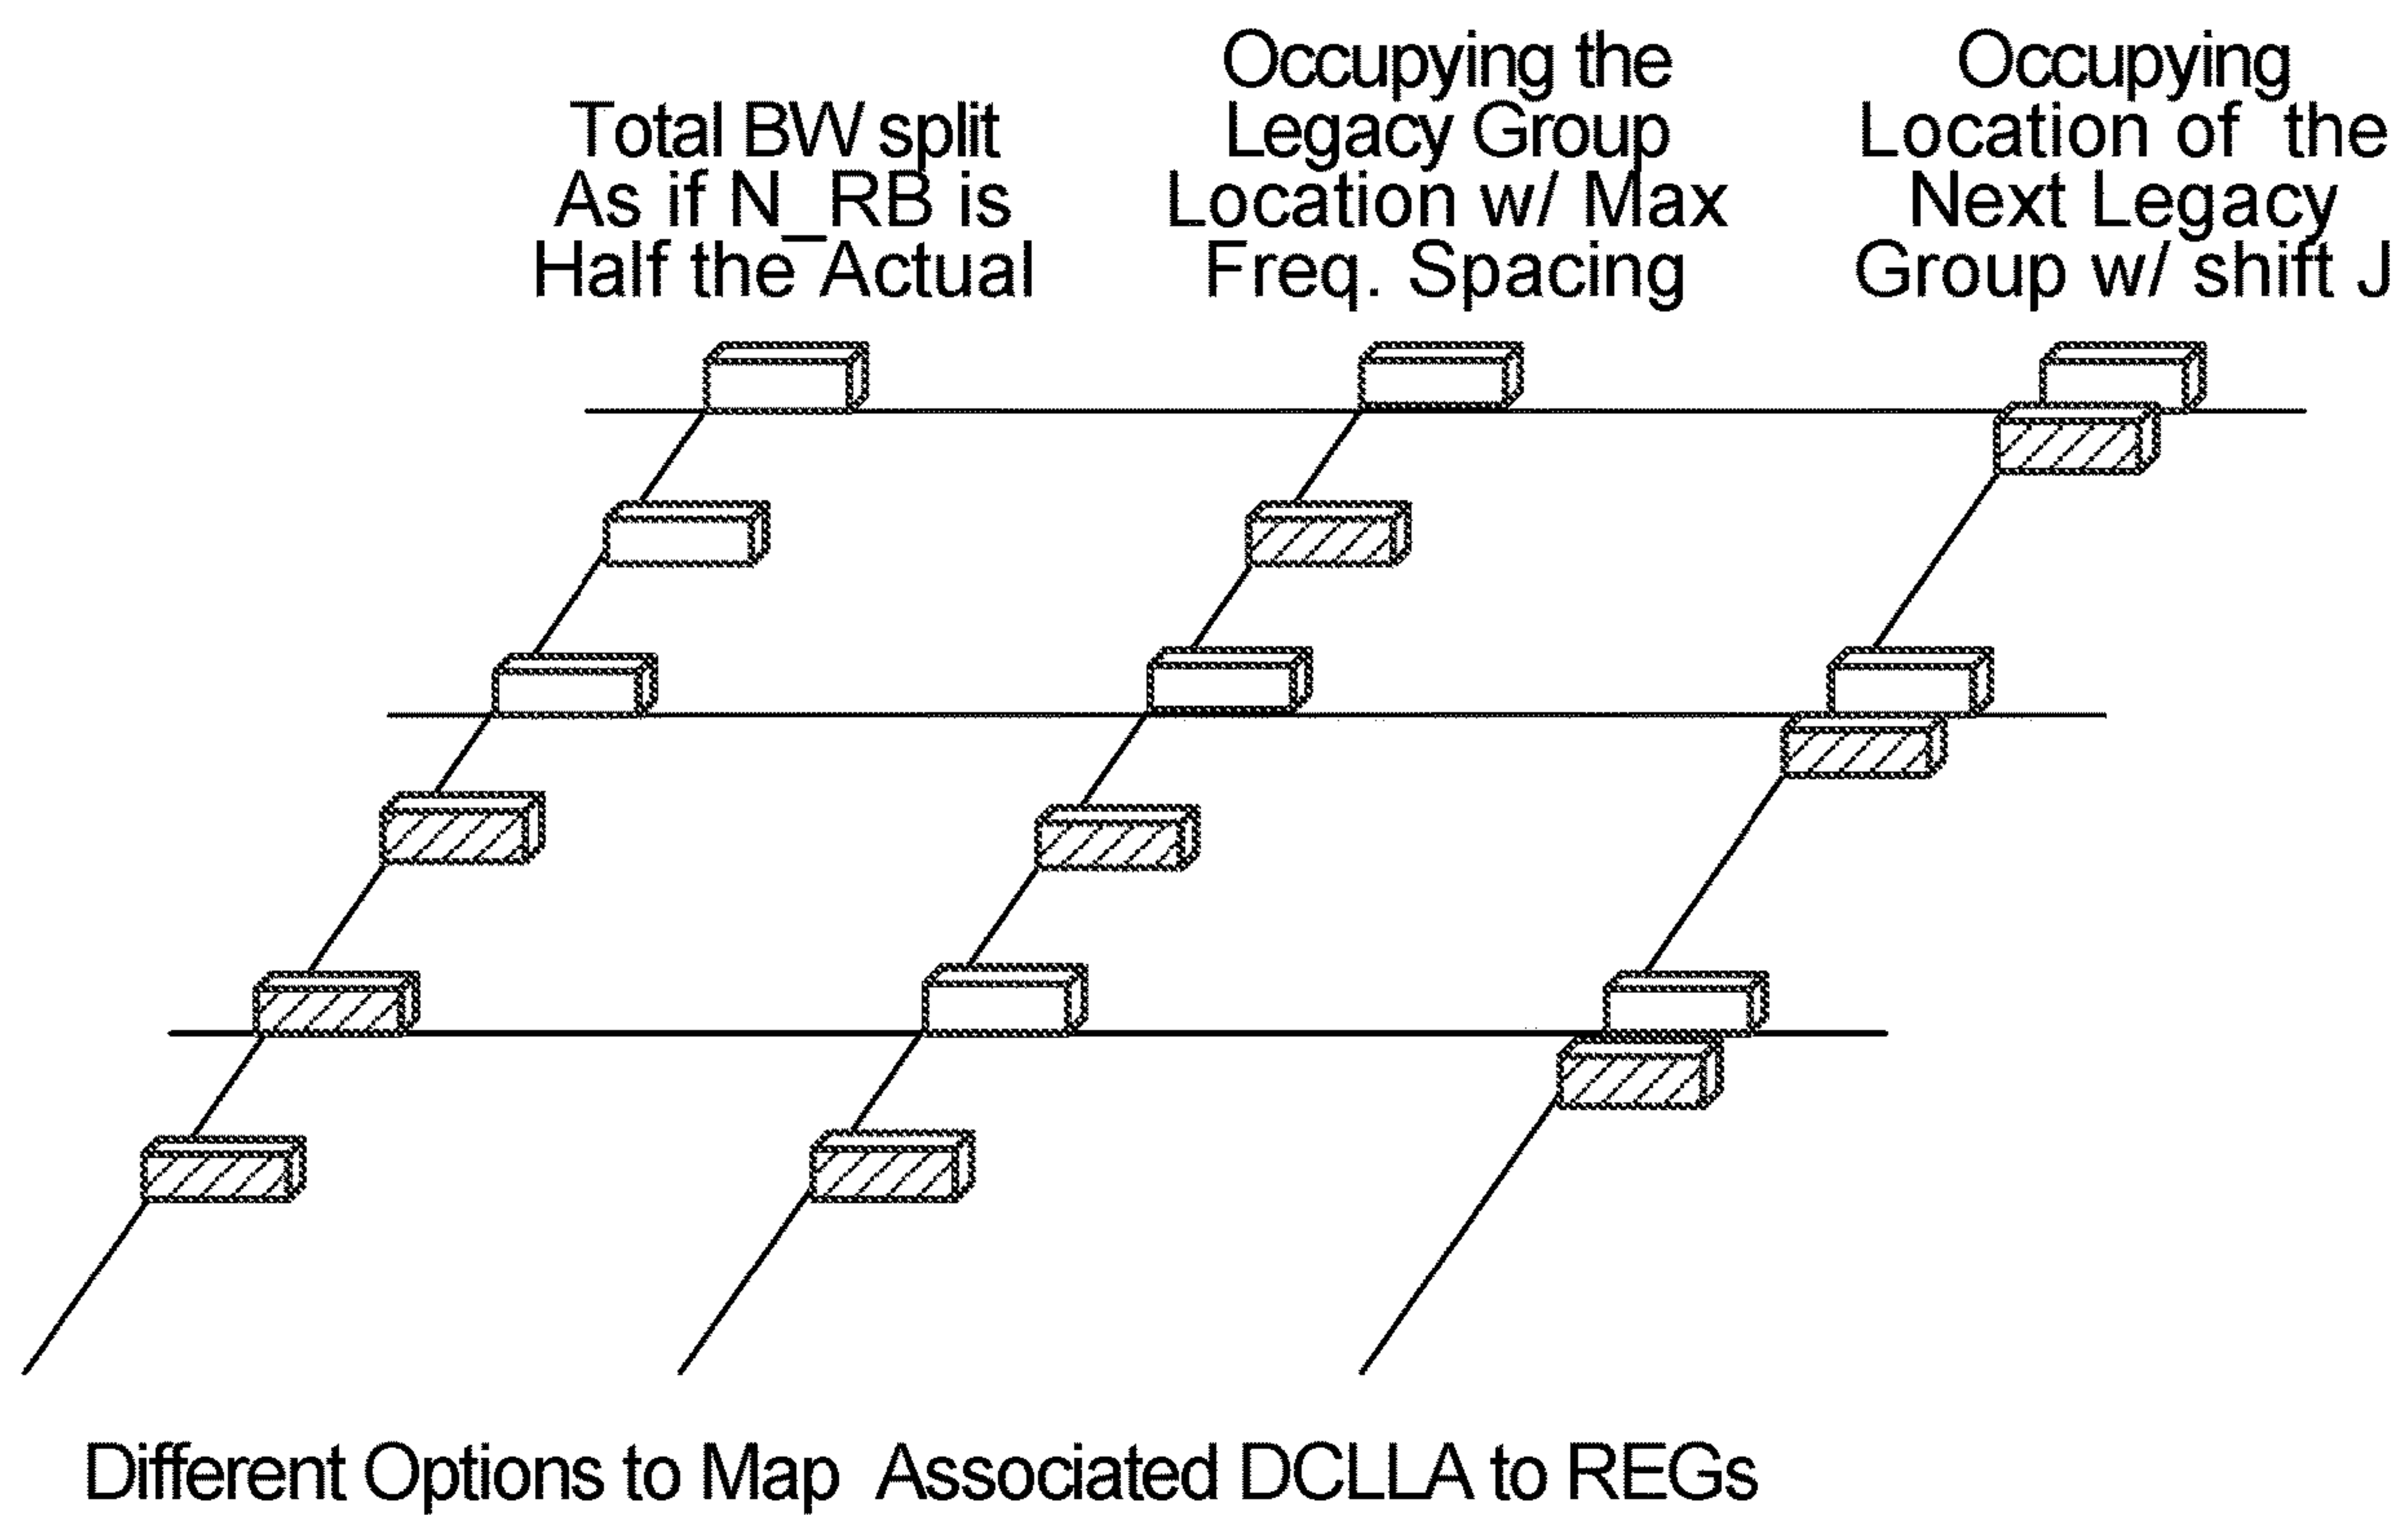 Total BW split
As if N_RB is
Half the Actual
Occupying the
Legacy Group
Location w/ Max
Freq. Spacing
Occupying
Location of the
Next Legacy
Group w/ shift J
Different Options to Map Associated DCLLA to REGs